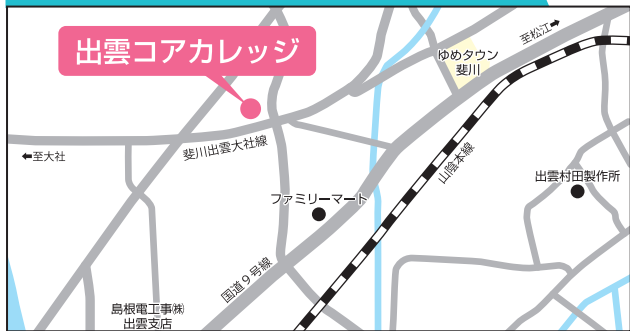 出雲コアカレッジ
ゆめタウン
斐川
至松江➡
⬅至大社
斐川出雲大社線
山陰本線
出雲村田製作所
ファミリーマート
国道9号線
島根電工事㈱
出雲支店